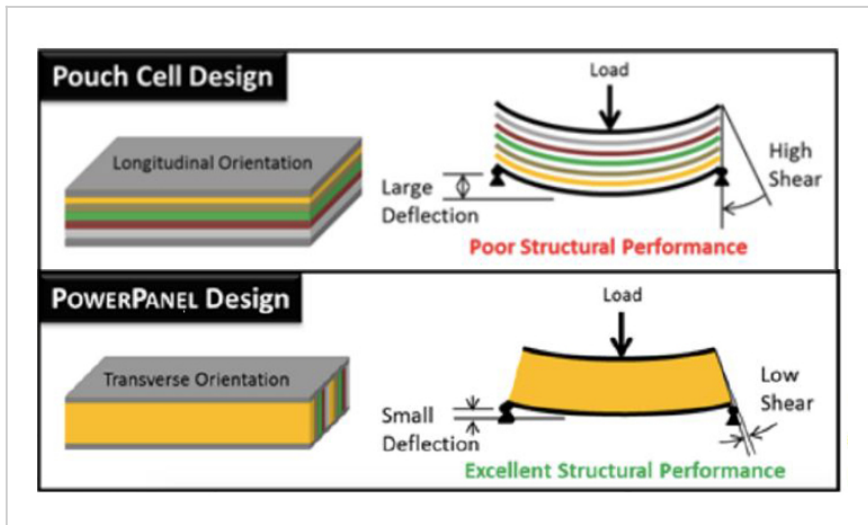 Pouch Cell Design
Longitudinal Orientation
Load
Large
Deflection
High
Shear
Poor Structural Performance
POWERPANEL Design
Transverse Orientation
Load
Small
Deflection
Low
Shear
Excellent Structural Performance